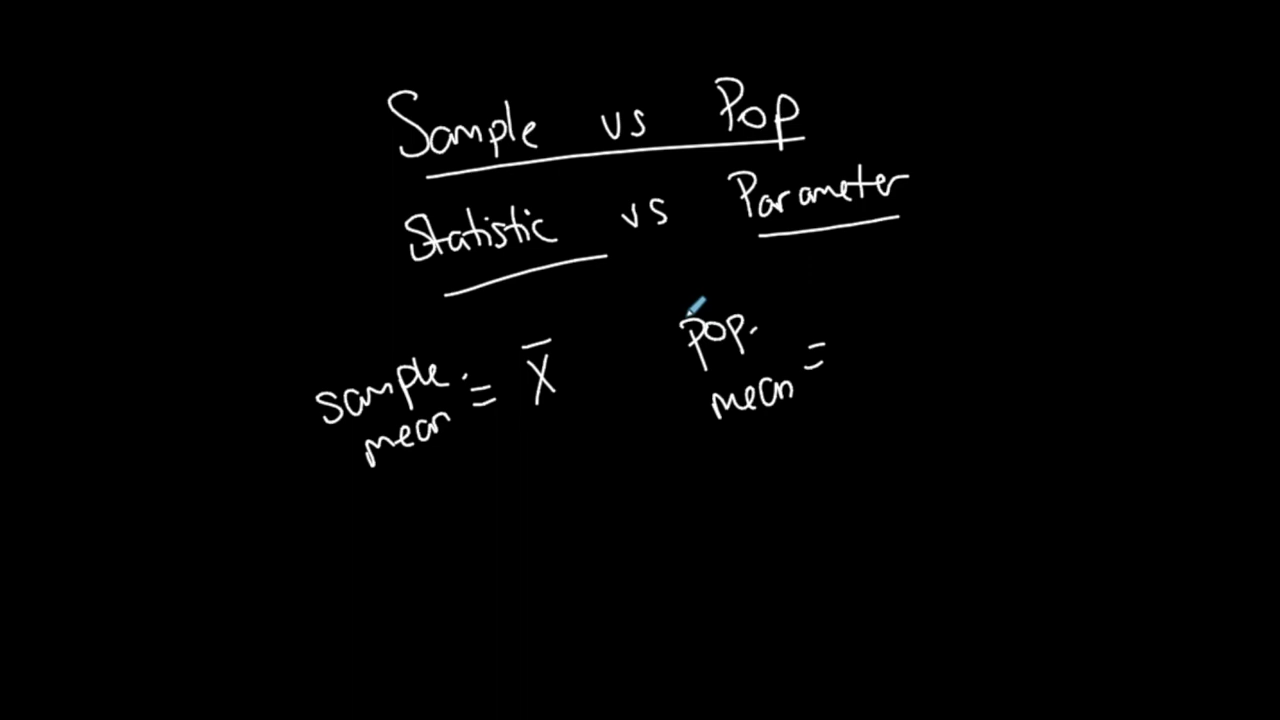 Sample vs Pop
Statistic vs Parameter
sample mean = X̄
pop. mean =